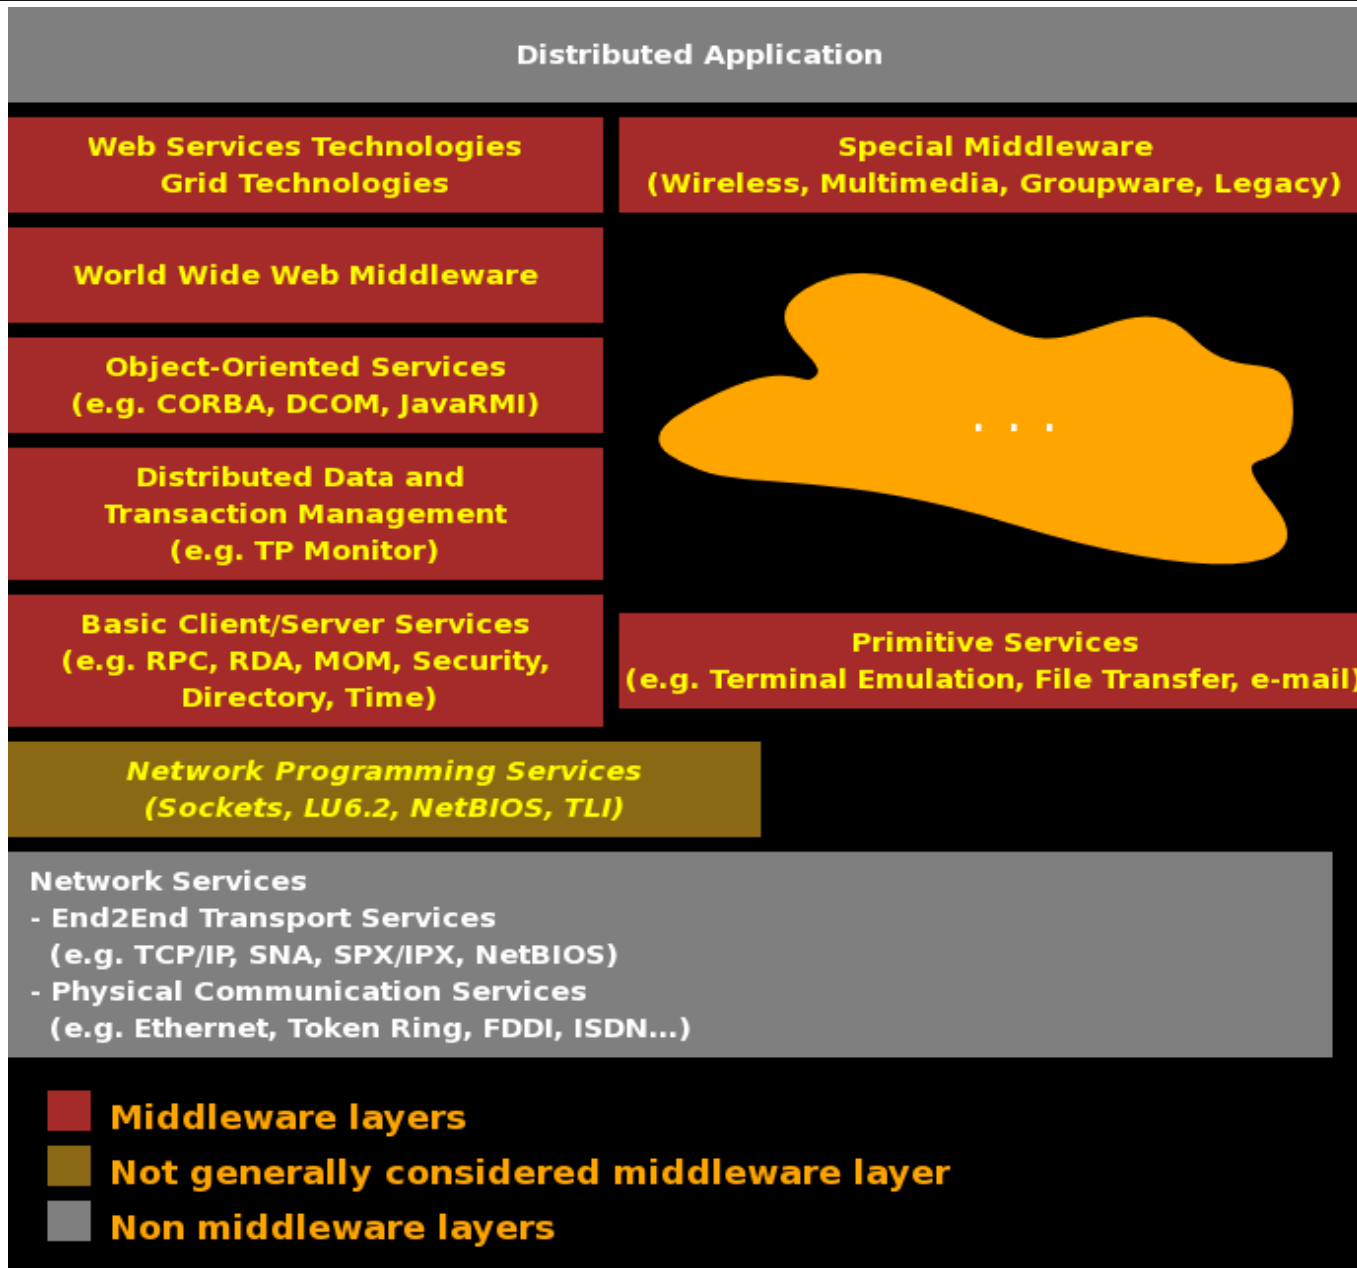 Distributed Application
Web Services Technologies
Grid Technologies
Special Middleware
(Wireless, Multimedia, Groupware, Legacy)
World Wide Web Middleware
Object-Oriented Services
(e.g. CORBA, DCOM, JavaRMI)
. . .
Distributed Data and
Transaction Management
(e.g. TP Monitor)
Basic Client/Server Services
(e.g. RPC, RDA, MOM, Security,
Directory, Time)
Primitive Services
(e.g. Terminal Emulation, File Transfer, e-mail)
Network Programming Services
(Sockets, LU6.2, NetBIOS, TLI)
Network Services
- End2End Transport Services
(e.g. TCP/IP, SNA, SPX/IPX, NetBIOS)
- Physical Communication Services
(e.g. Ethernet, Token Ring, FDDI, ISDN...)
Middleware layers
Not generally considered middleware layer
Non middleware layers